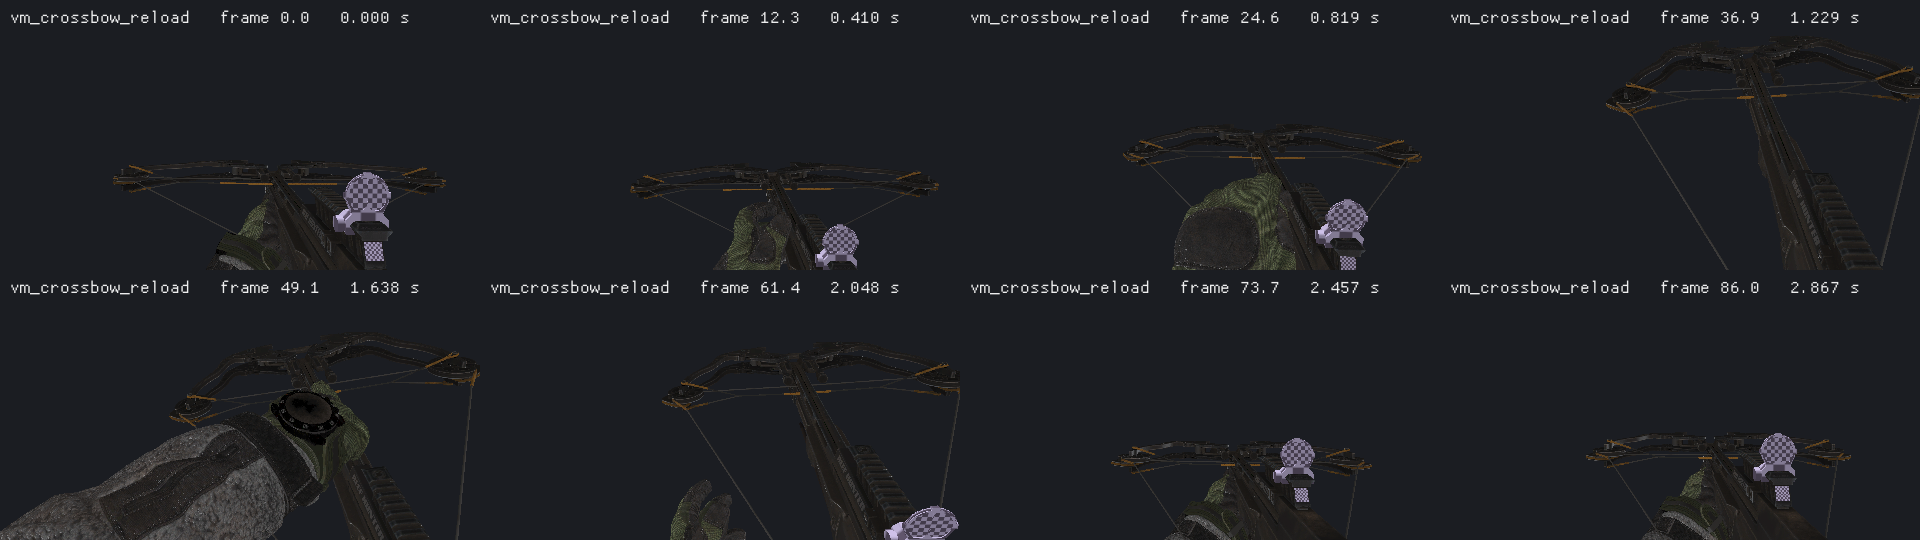 vm_crossbow_reload frame 0.0 0.000 s
vm_crossbow_reload frame 12.3 0.410 s
vm_crossbow_reload frame 24.6 0.819 s
vm_crossbow_reload frame 36.9 1.229 s
vm_crossbow_reload frame 49.1 1.638 s
vm_crossbow_reload frame 61.4 2.048 s
vm_crossbow_reload frame 73.7 2.457 s
vm_crossbow_reload frame 86.0 2.867 s